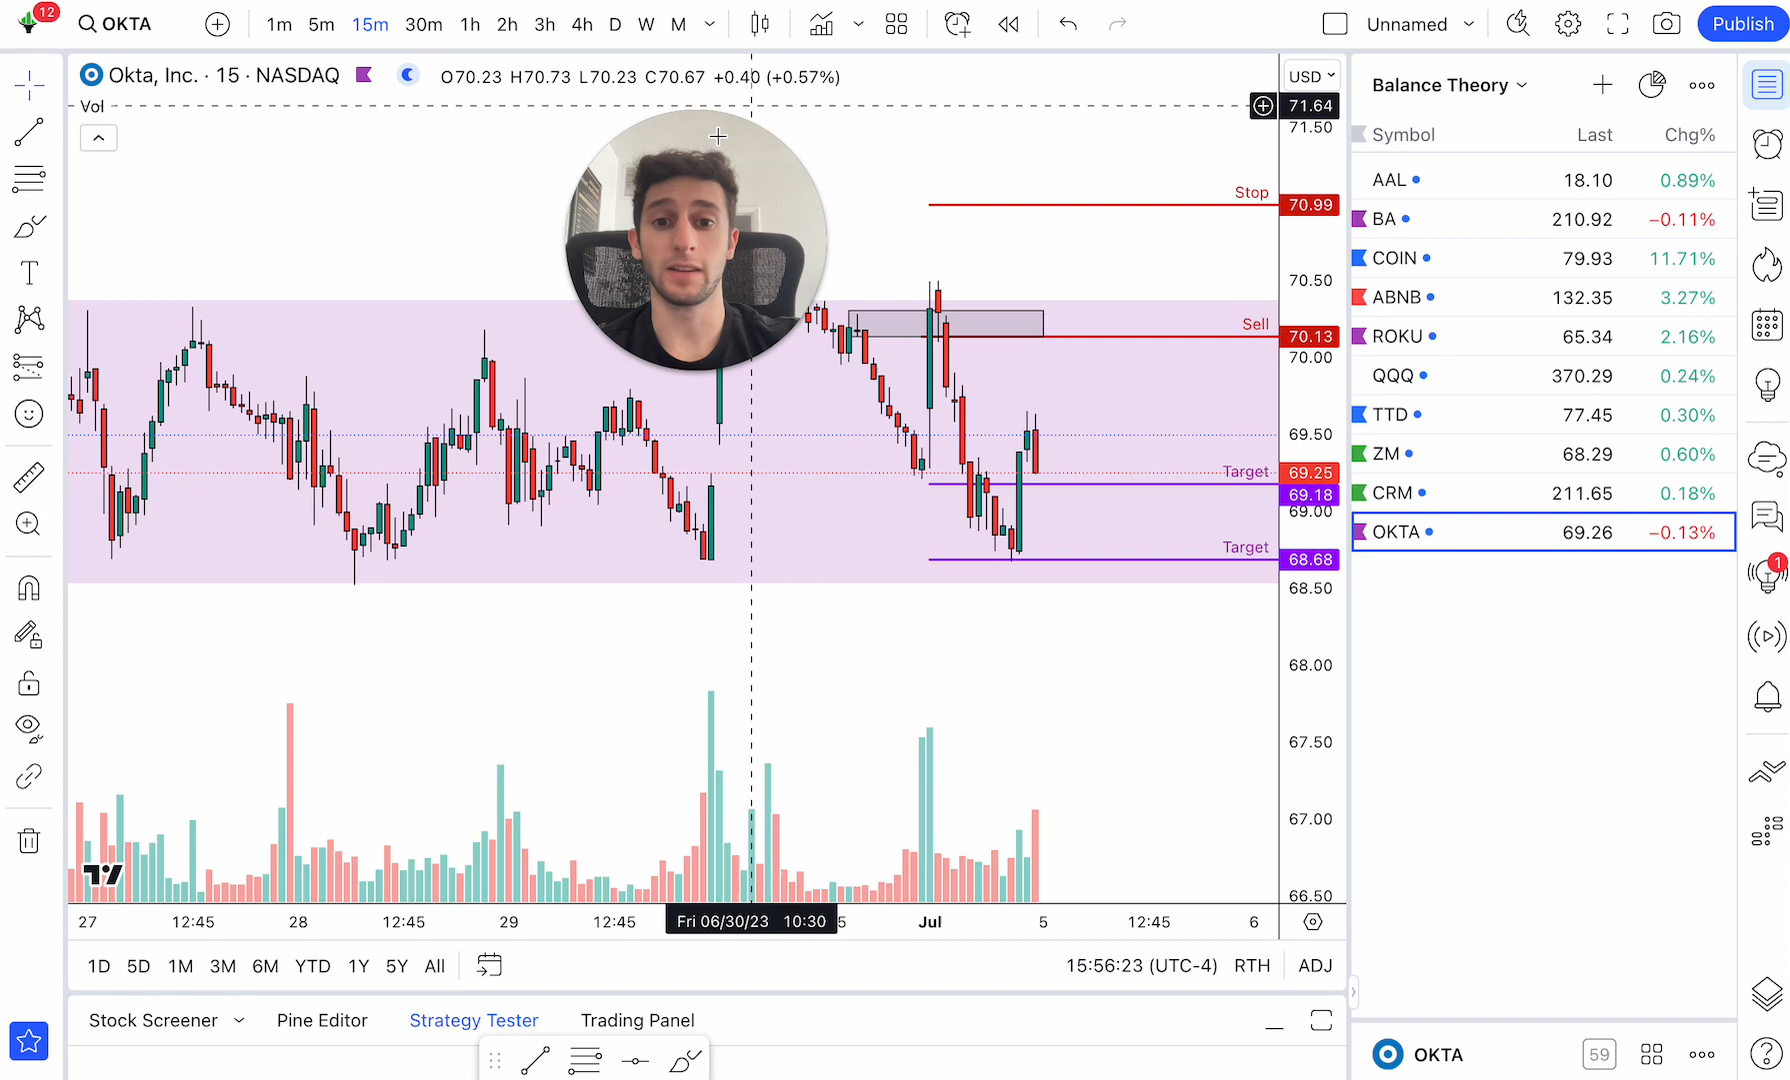 12
OKTA
1m 5m 15m 30m 1h 2h 3h 4h D W M
Unnamed
Publish
Okta, Inc. · 15 · NASDAQ
O70.23 H70.73 L70.23 C70.67 +0.40 (+0.57%)
USD
Vol
71.64
71.50
Stop
70.99
70.50
Sell
70.13
70.00
69.50
Target
69.25
69.18
69.00
Target
68.68
68.50
68.00
67.50
67.00
66.50
27 12:45 28 12:45 29 12:45 Fri 06/30/23 10:30 5 Jul 5 12:45 6
1D 5D 1M 3M 6M YTD 1Y 5Y All
15:56:23 (UTC-4) RTH ADJ
Stock Screener Pine Editor Strategy Tester Trading Panel
Balance Theory
Symbol Last Chg%
AAL 18.10 0.89%
BA 210.92 −0.11%
COIN 79.93 11.71%
ABNB 132.35 3.27%
ROKU 65.34 2.16%
QQQ 370.29 0.24%
TTD 77.45 0.30%
ZM 68.29 0.60%
CRM 211.65 0.18%
OKTA 69.26 −0.13%
1
OKTA 59